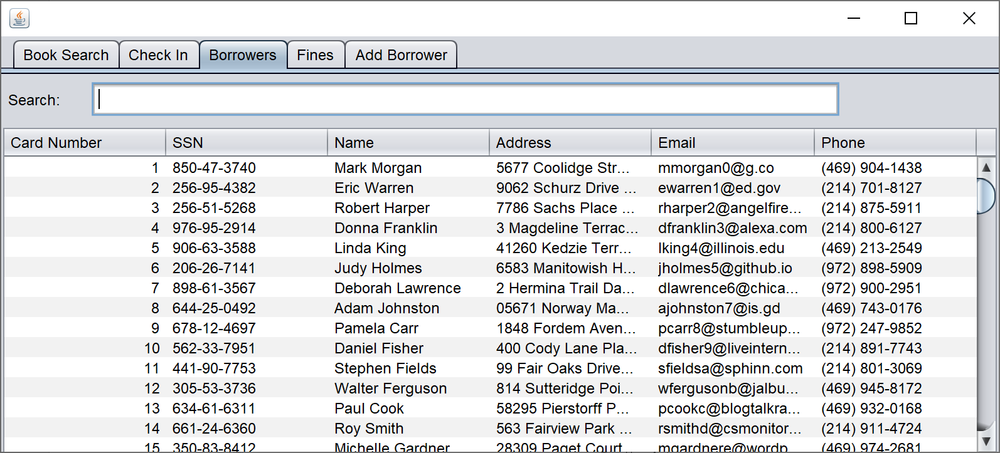 Book Search Check In Borrowers Fines Add Borrower
Search:
Card Number SSN Name Address Email Phone
1 850-47-3740 Mark Morgan 5677 Coolidge Str... mmorgan0@g.co (469) 904-1438
2 256-95-4382 Eric Warren 9062 Schurz Drive ... ewarren1@ed.gov (214) 701-8127
3 256-51-5268 Robert Harper 7786 Sachs Place ... rharper2@angelfire... (214) 875-5911
4 976-95-2914 Donna Franklin 3 Magdeline Terrac... dfranklin3@alexa.com (214) 800-6127
5 906-63-3588 Linda King 41260 Kedzie Terr... lking4@illinois.edu (469) 213-2549
6 206-26-7141 Judy Holmes 6583 Manitowish H... jholmes5@github.io (972) 898-5909
7 898-61-3567 Deborah Lawrence 2 Hermina Trail Da... dlawrence6@chica... (972) 900-2951
8 644-25-0492 Adam Johnston 05671 Norway Ma... ajohnston7@is.gd (469) 743-0176
9 678-12-4697 Pamela Carr 1848 Fordem Aven... pcarr8@stumbleup... (972) 247-9852
10 562-33-7951 Daniel Fisher 400 Cody Lane Pla... dfisher9@liveintern... (214) 891-7743
11 441-90-7753 Stephen Fields 99 Fair Oaks Drive... sfieldsa@sphinn.com (214) 801-3069
12 305-53-3736 Walter Ferguson 814 Sutteridge Poi... wfergusonb@jalbu... (469) 945-8172
13 634-61-6311 Paul Cook 58295 Pierstorff P... pcookc@blogtalkra... (469) 932-0168
14 661-24-6360 Roy Smith 563 Fairview Park ... rsmithd@csmonitor... (214) 911-4724
15 350-83-8412 Michelle Gardner 28309 Paget Court... mgardnere@wordp... (469) 974-2681